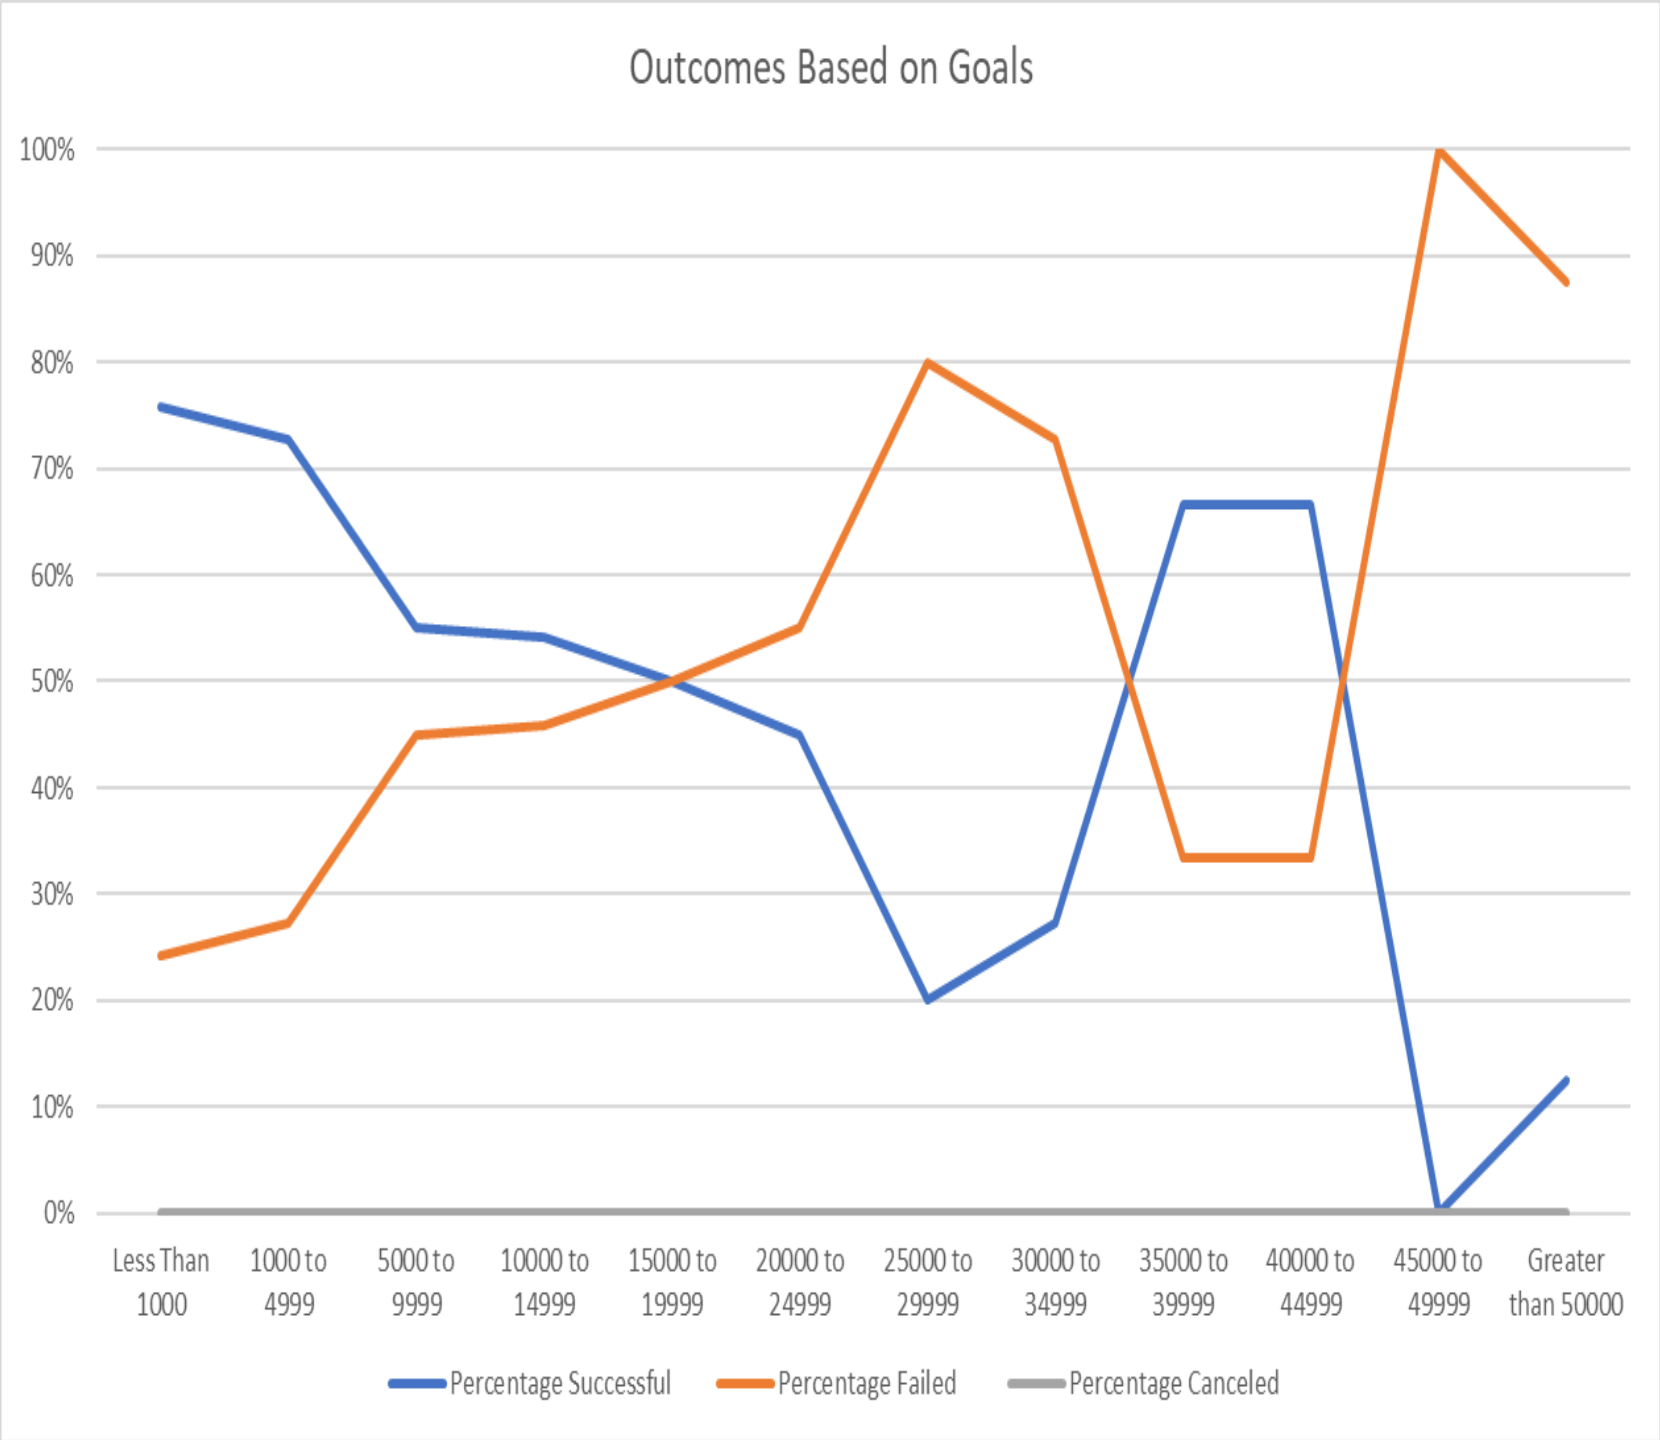 Outcomes Based on Goals
100%
90%
80%
70%
60%
50%
40%
30%
20%
10%
0%
Less Than 1000 to 5000 to 10000 to 15000 to 20000 to 25000 to 30000 to 35000 to 40000 to 45000 to Greater
1000 4999 9999 14999 19999 24999 29999 34999 39999 44999 49999 than 50000
Percentage Successful Percentage Failed Percentage Canceled